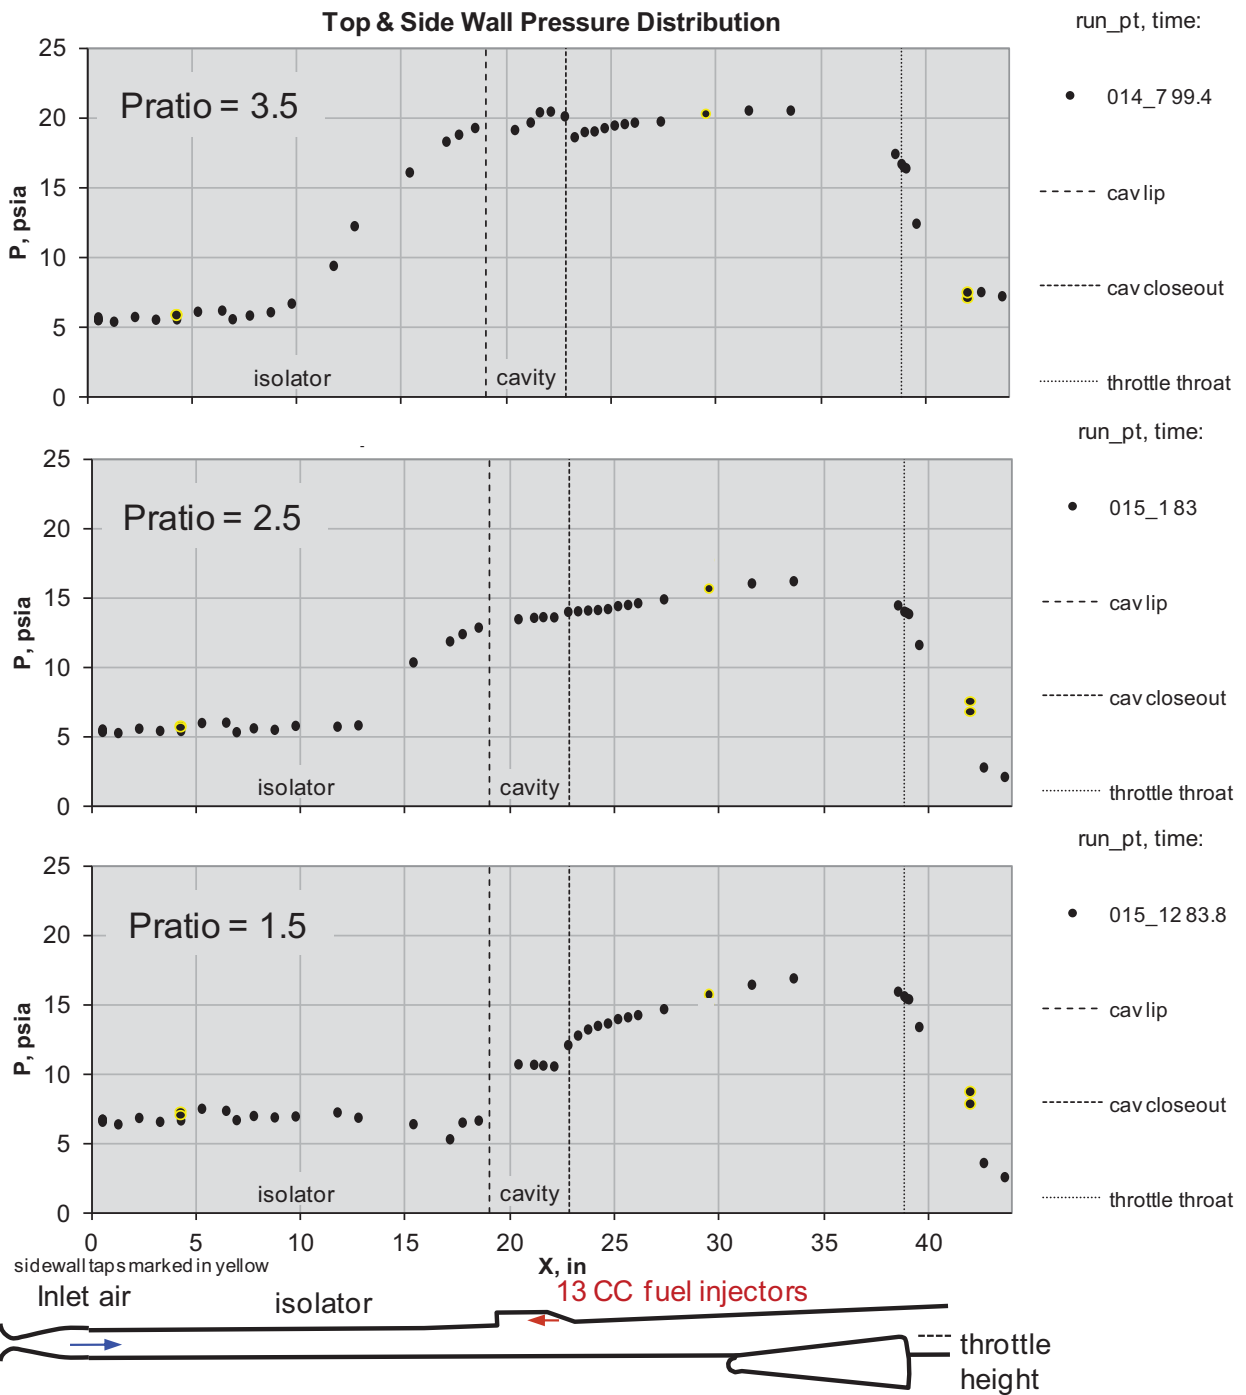 Top & Side Wall Pressure Distribution
run_pt, time:
25
20
15
10
5
0
P, psia
Pratio = 3.5
isolator
cavity
014_7 99.4
cav lip
cav closeout
throttle throat
run_pt, time:
25
20
15
10
5
0
P, psia
Pratio = 2.5
isolator
cavity
015_1 83
cav lip
cav closeout
throttle throat
run_pt, time:
25
20
15
10
5
0
P, psia
Pratio = 1.5
isolator
cavity
015_12 83.8
cav lip
cav closeout
throttle throat
0 5 10 15 20 25 30 35 40
X, in
sidewall taps marked in yellow
Inlet air
isolator
13 CC fuel injectors
throttle
height